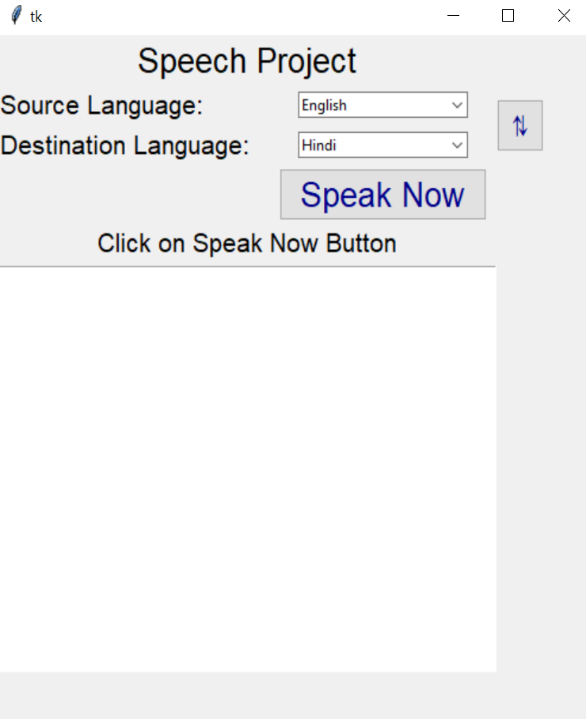 tk
Speech Project
Source Language: English
Destination Language: Hindi
⇅
Speak Now
Click on Speak Now Button